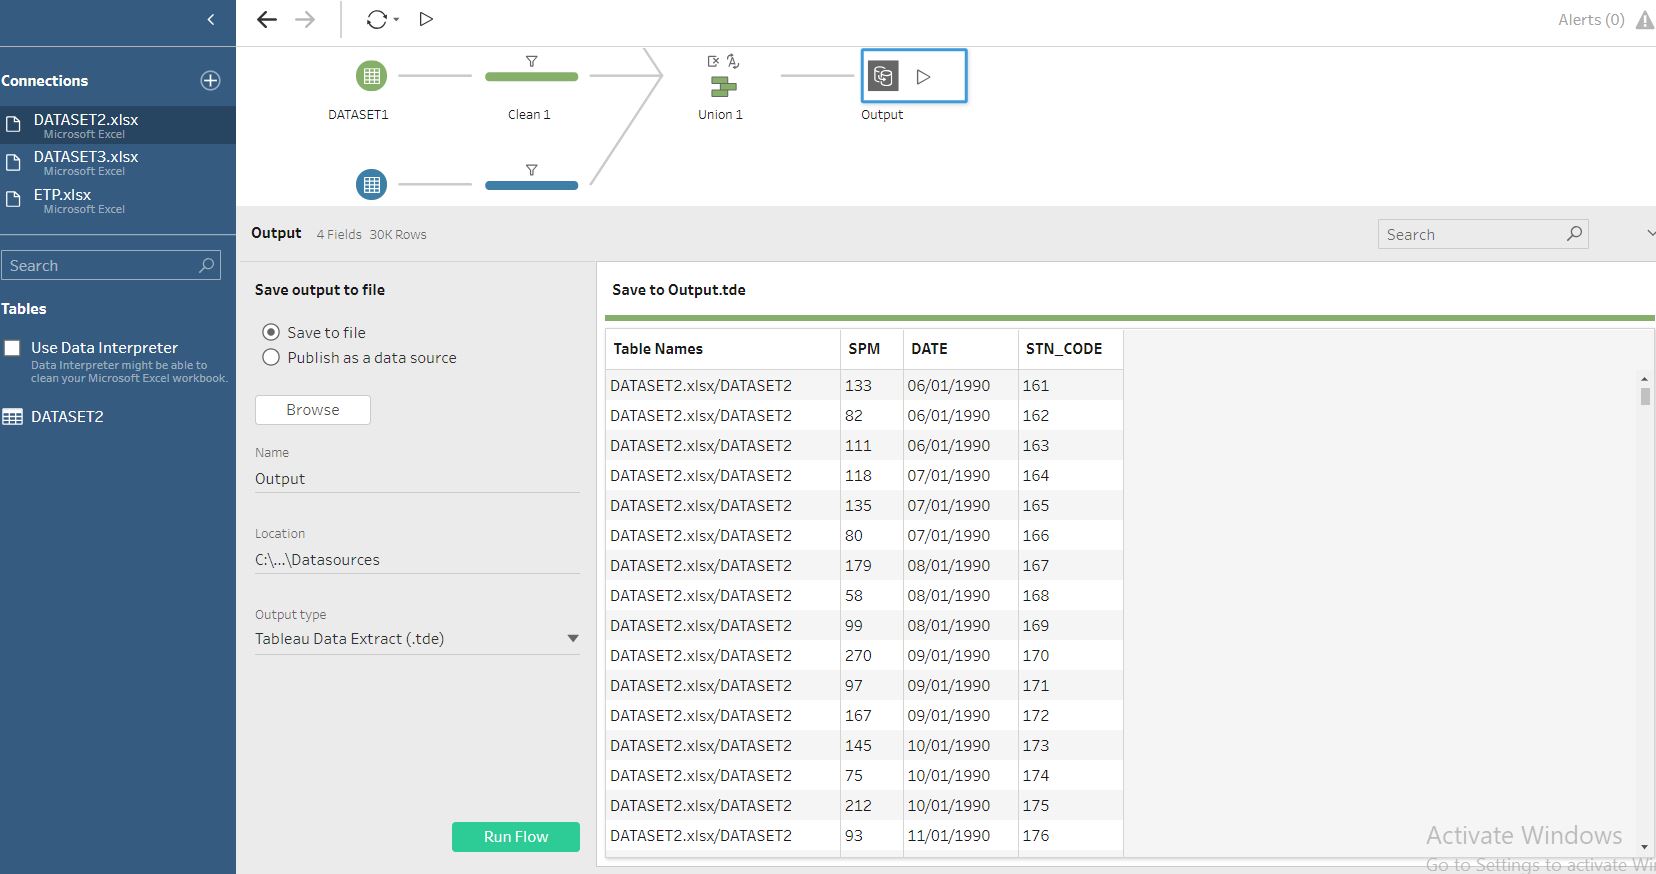 Alerts (0)
Connections
DATASET2.xlsx
Microsoft Excel
DATASET3.xlsx
Microsoft Excel
ETP.xlsx
Microsoft Excel
Search
Tables
Use Data Interpreter
Data Interpreter might be able to
clean your Microsoft Excel workbook.
DATASET2
DATASET1
Clean 1
Union 1
Output
Output 4 Fields 30K Rows
Search
Save output to file
Save to file
Publish as a data source
Browse
Name
Output
Location
C:\...\Datasources
Output type
Tableau Data Extract (.tde)
Run Flow
Save to Output.tde
Table Names SPM DATE STN_CODE
DATASET2.xlsx/DATASET2 133 06/01/1990 161
DATASET2.xlsx/DATASET2 82 06/01/1990 162
DATASET2.xlsx/DATASET2 111 06/01/1990 163
DATASET2.xlsx/DATASET2 118 07/01/1990 164
DATASET2.xlsx/DATASET2 135 07/01/1990 165
DATASET2.xlsx/DATASET2 80 07/01/1990 166
DATASET2.xlsx/DATASET2 179 08/01/1990 167
DATASET2.xlsx/DATASET2 58 08/01/1990 168
DATASET2.xlsx/DATASET2 99 08/01/1990 169
DATASET2.xlsx/DATASET2 270 09/01/1990 170
DATASET2.xlsx/DATASET2 97 09/01/1990 171
DATASET2.xlsx/DATASET2 167 09/01/1990 172
DATASET2.xlsx/DATASET2 145 10/01/1990 173
DATASET2.xlsx/DATASET2 75 10/01/1990 174
DATASET2.xlsx/DATASET2 212 10/01/1990 175
DATASET2.xlsx/DATASET2 93 11/01/1990 176
Activate Windows
Go to Settings to activate Wi